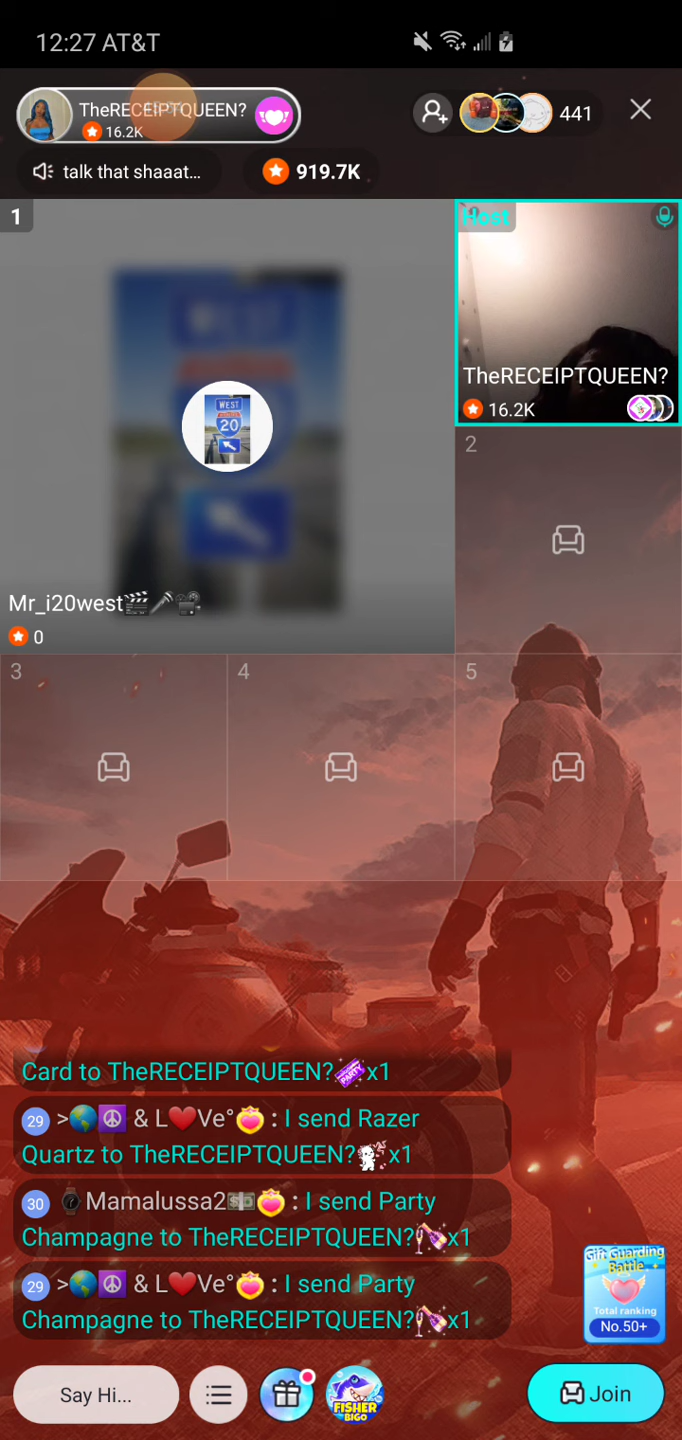 12:27 AT&T
TheRECEIPTQUEEN?
16.2K
441
talk that shaaat...
919.7K
1
Host
WEST
20
TheRECEIPTQUEEN?
16.2K
2
Mr_i20west🎬🎤🎥
0
3
4
5
Card to TheRECEIPTQUEEN? PARTY x1
29 >🌎☮️ & L❤️Ve° : I send Razer
Quartz to TheRECEIPTQUEEN? x1
30 ⌚Mamalussa2💵 : I send Party
Champagne to TheRECEIPTQUEEN? x1
29 >🌎☮️ & L❤️Ve° : I send Party
Champagne to TheRECEIPTQUEEN? x1
Gift Guarding
Battle
Total ranking
No.50+
Say Hi...
FISHER
BIGO
Join